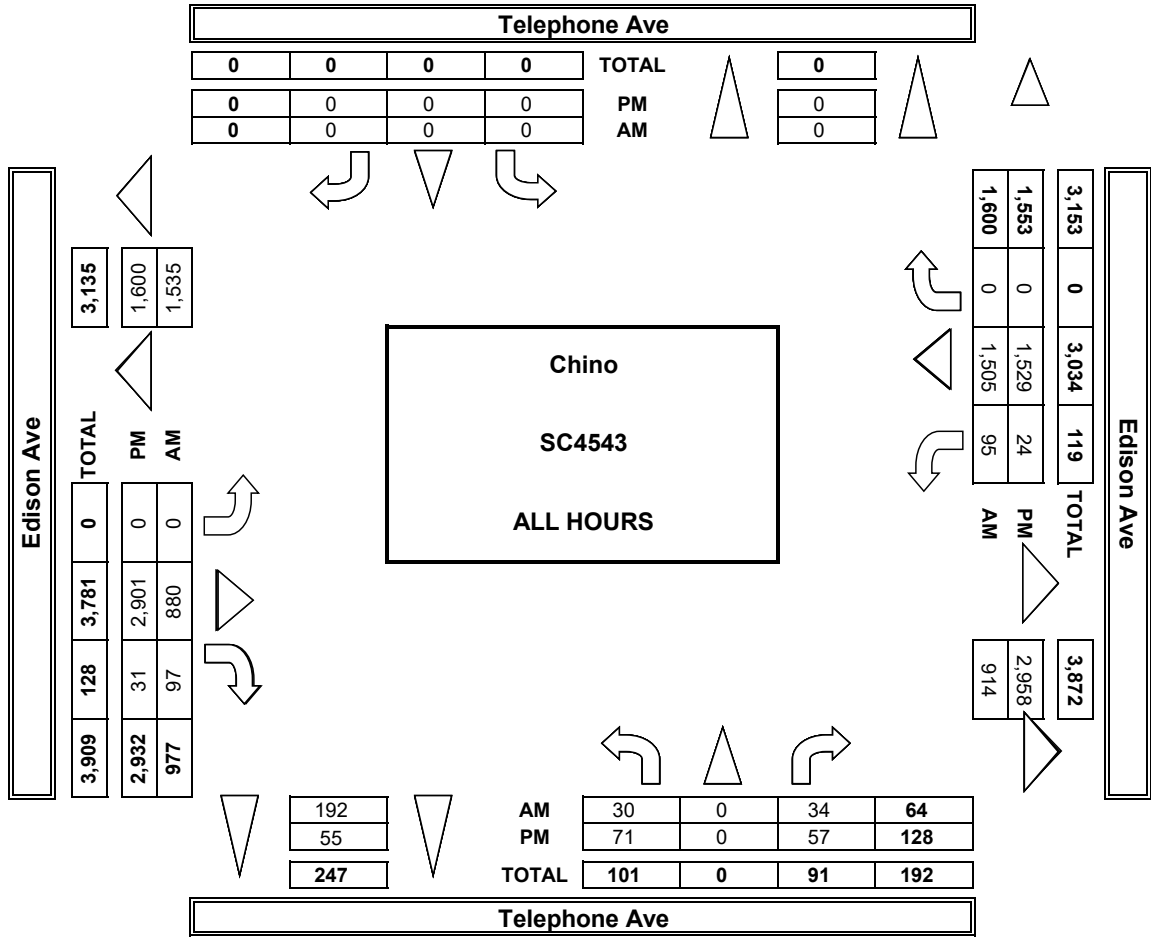 Telephone Ave
0 0 0 0 TOTAL 0
0 0 0 0 PM 0
0 0 0 0 AM 0
Edison Ave
3,135
1,600
1,535
TOTAL
PM
AM
0 0 0
3,781 2,901 880
128 31 97
3,909 2,932 977
Chino
SC4543
ALL HOURS
1,600 1,553 3,153
0 0 0
1,505 1,529 3,034
95 24 119
AM PM TOTAL
914 2,958 3,872
Edison Ave
192 AM 30 0 34 64
55 PM 71 0 57 128
247 TOTAL 101 0 91 192
Telephone Ave